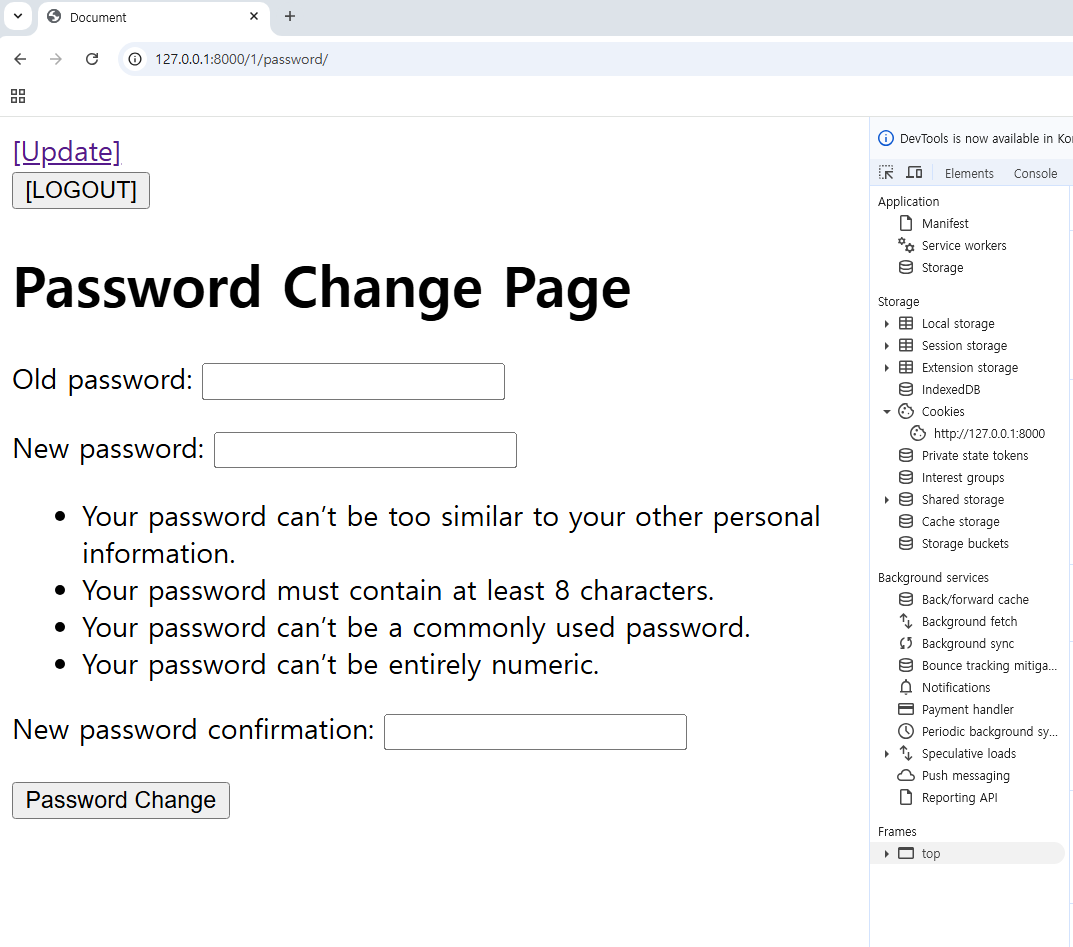 Document
127.0.0.1:8000/1/password/
[Update]
[LOGOUT]
Password Change Page
Old password:
New password:
Your password can't be too similar to your other personal
information.
Your password must contain at least 8 characters.
Your password can't be a commonly used password.
Your password can't be entirely numeric.
New password confirmation:
Password Change
DevTools is now available in Ko
Elements Console
Application
Manifest
Service workers
Storage
Storage
Local storage
Session storage
Extension storage
IndexedDB
Cookies
http://127.0.0.1:8000
Private state tokens
Interest groups
Shared storage
Cache storage
Storage buckets
Background services
Back/forward cache
Background fetch
Background sync
Bounce tracking mitiga...
Notifications
Payment handler
Periodic background sy...
Speculative loads
Push messaging
Reporting API
Frames
top